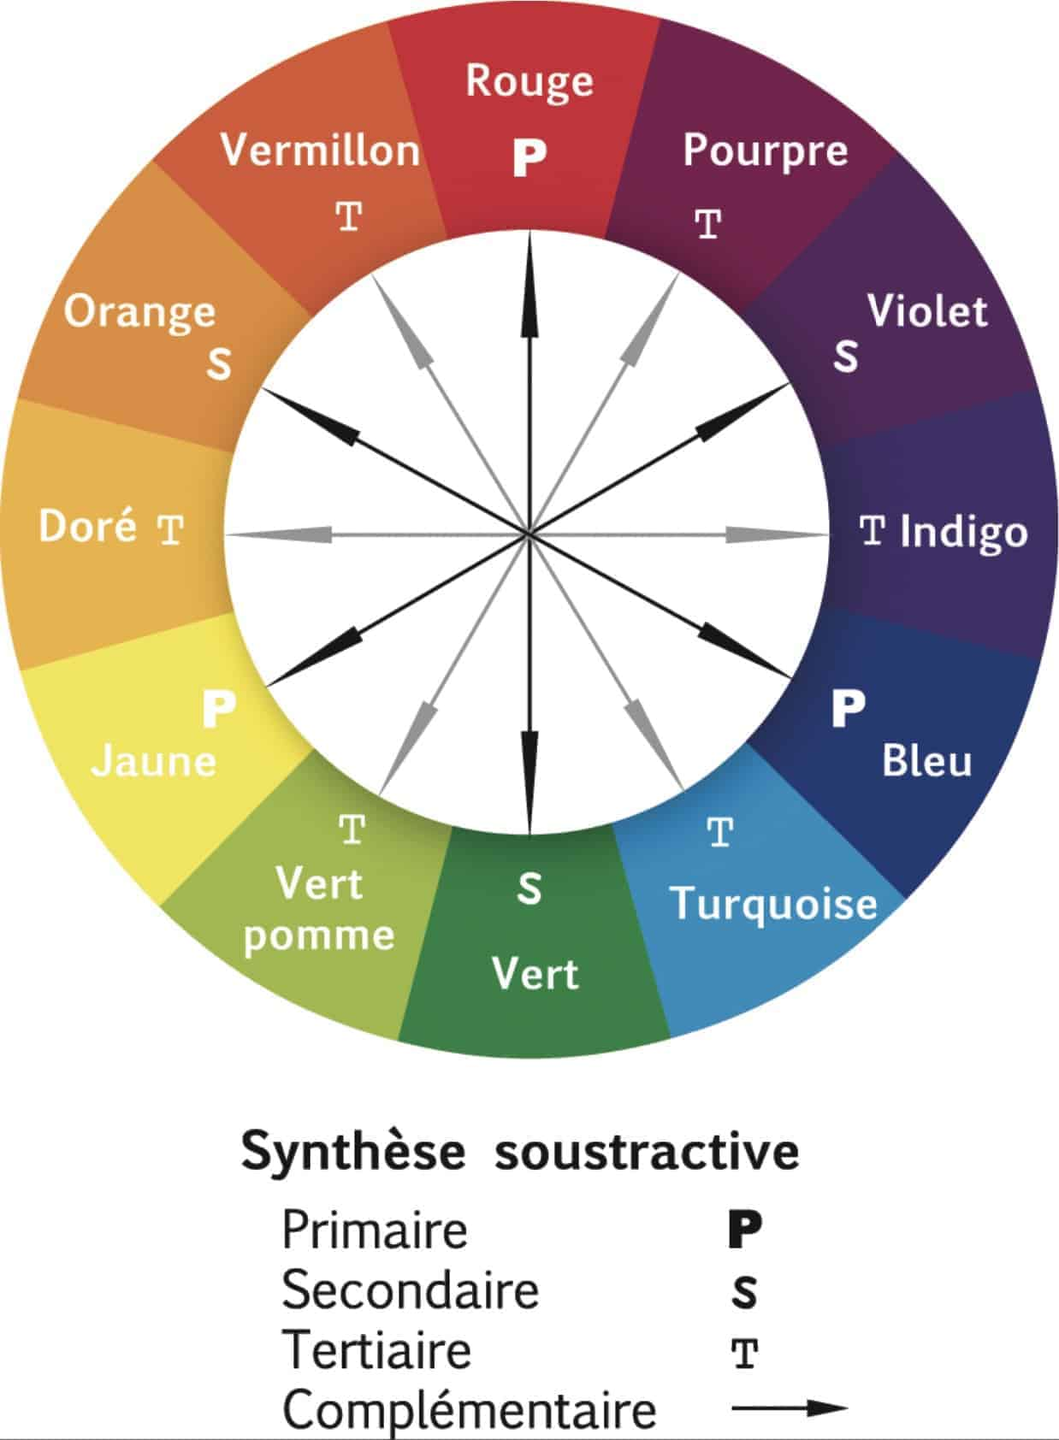 Rouge
P
Pourpre
T
Violet
S
T Indigo
P
Bleu
T
Turquoise
S
Vert
T
Vert
pomme
P
Jaune
Doré T
Orange
S
Vermillon
T
Synthèse soustractive
Primaire P
Secondaire S
Tertiaire T
Complémentaire